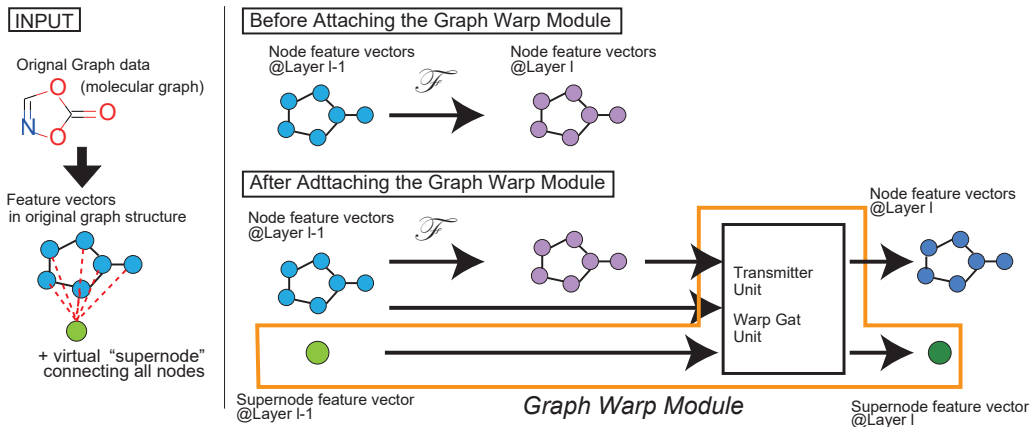 INPUT
Orignal Graph data
(molecular graph)
O
O
N
O
Feature vectors
in original graph structure
+ virtual “supernode”
connecting all nodes
Before Attaching the Graph Warp Module
Node feature vectors
@Layer l-1
ℱ
Node feature vectors
@Layer l
After Adttaching the Graph Warp Module
Node feature vectors
@Layer l-1
ℱ
Node feature vectors
@Layer l
Transmitter
Unit
Warp Gat
Unit
Supernode feature vector
@Layer l-1
Graph Warp Module
Supernode feature vector
@Layer l